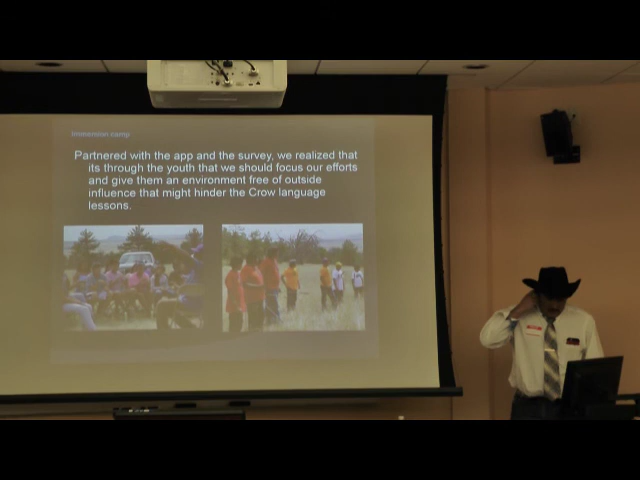 Immersion camp
Partnered with the app and the survey, we realized that
its through the youth that we should focus our efforts
and give them an environment free of outside
influence that might hinder the Crow language
lessons.